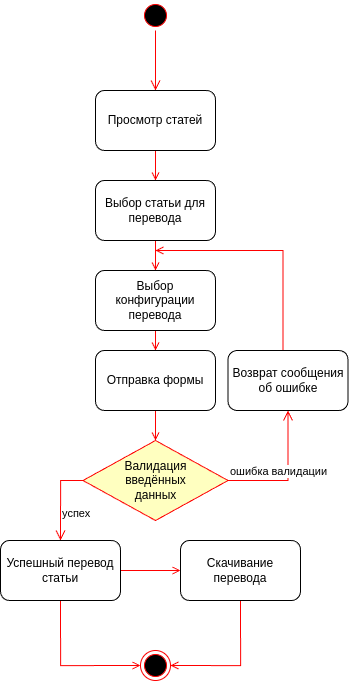 Просмотр статей
Выбор статьи для
перевода
Выбор
конфигурации
перевода
Отправка формы
Возврат сообщения
об ошибке
Валидация
введённых
данных
ошибка валидации
успех
Успешный перевод
статьи
Скачивание
перевода